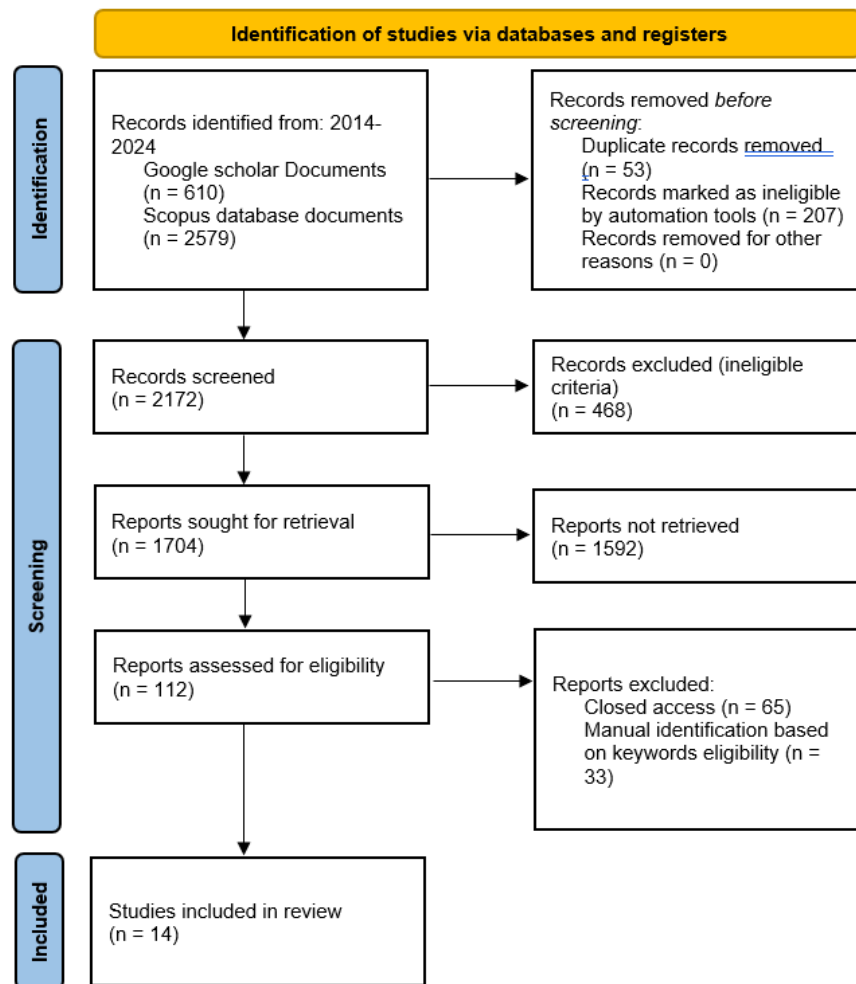 Identification of studies via databases and registers
Identification
Records identified from: 2014-
2024
Google scholar Documents
(n = 610)
Scopus database documents
(n = 2579)
Records removed before
screening:
Duplicate records removed
(n = 53)
Records marked as ineligible
by automation tools (n = 207)
Records removed for other
reasons (n = 0)
Screening
Records screened
(n = 2172)
Records excluded (ineligible
criteria)
(n = 468)
Reports sought for retrieval
(n = 1704)
Reports not retrieved
(n = 1592)
Reports assessed for eligibility
(n = 112)
Reports excluded:
Closed access (n = 65)
Manual identification based
on keywords eligibility (n =
33)
Included
Studies included in review
(n = 14)